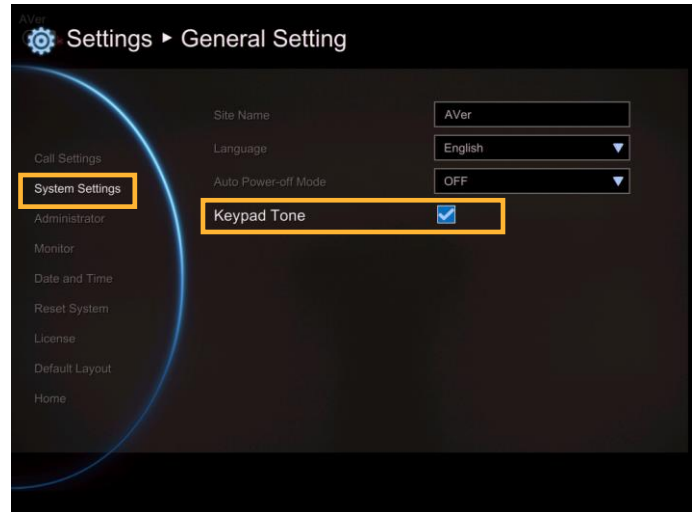 AVer
Settings ► General Setting
Site Name AVer
Language English
Auto Power-off Mode OFF
Keypad Tone
Call Settings
System Settings
Administrator
Monitor
Date and Time
Reset System
License
Default Layout
Home